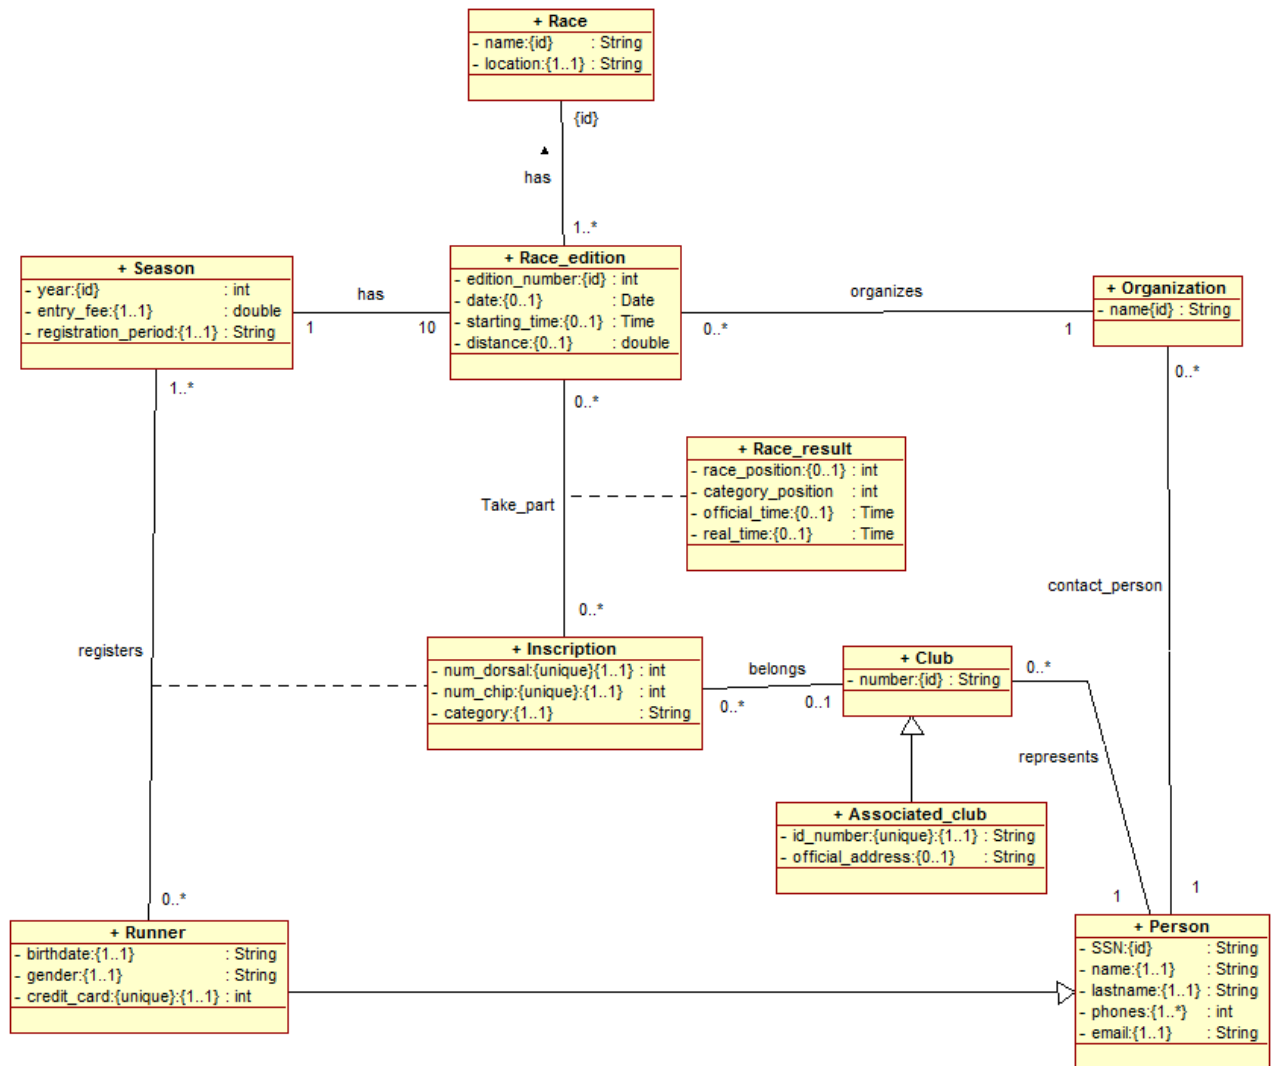 + Race
- name:{id} : String
- location:{1..1} : String
{id}
has
1..*
+ Season
- year:{id} : int
- entry_fee:{1..1} : double
- registration_period:{1..1} : String
has
1
10
+ Race_edition
- edition_number:{id} : int
- date:{0..1} : Date
- starting_time:{0..1} : Time
- distance:{0..1} : double
organizes
0..*
1
+ Organization
- name{id} : String
1..*
0..*
0..*
+ Race_result
- race_position:{0..1} : int
- category_position : int
- official_time:{0..1} : Time
- real_time:{0..1} : Time
Take_part
contact_person
0..*
registers
+ Inscription
- num_dorsal:{unique}{1..1} : int
- num_chip:{unique}:{1..1} : int
- category:{1..1} : String
belongs
0..*
0..1
+ Club
- number:{id} : String
0..*
represents
+ Associated_club
- id_number:{unique}:{1..1} : String
- official_address:{0..1} : String
0..*
1
1
+ Runner
- birthdate:{1..1} : String
- gender:{1..1} : String
- credit_card:{unique}:{1..1} : int
+ Person
- SSN:{id} : String
- name:{1..1} : String
- lastname:{1..1} : String
- phones:{1..*} : int
- email:{1..1} : String